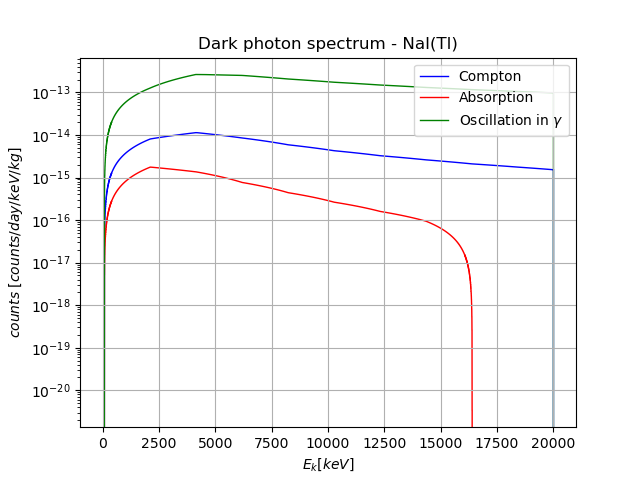 Dark photon spectrum - NaI(Tl)
Compton
Absorption
Oscillation in γ
10⁻¹³
10⁻¹⁴
10⁻¹⁵
10⁻¹⁶
10⁻¹⁷
10⁻¹⁸
10⁻¹⁹
10⁻²⁰
counts [counts/day/keV/kg]
0 2500 5000 7500 10000 12500 15000 17500 20000
E_k[keV]